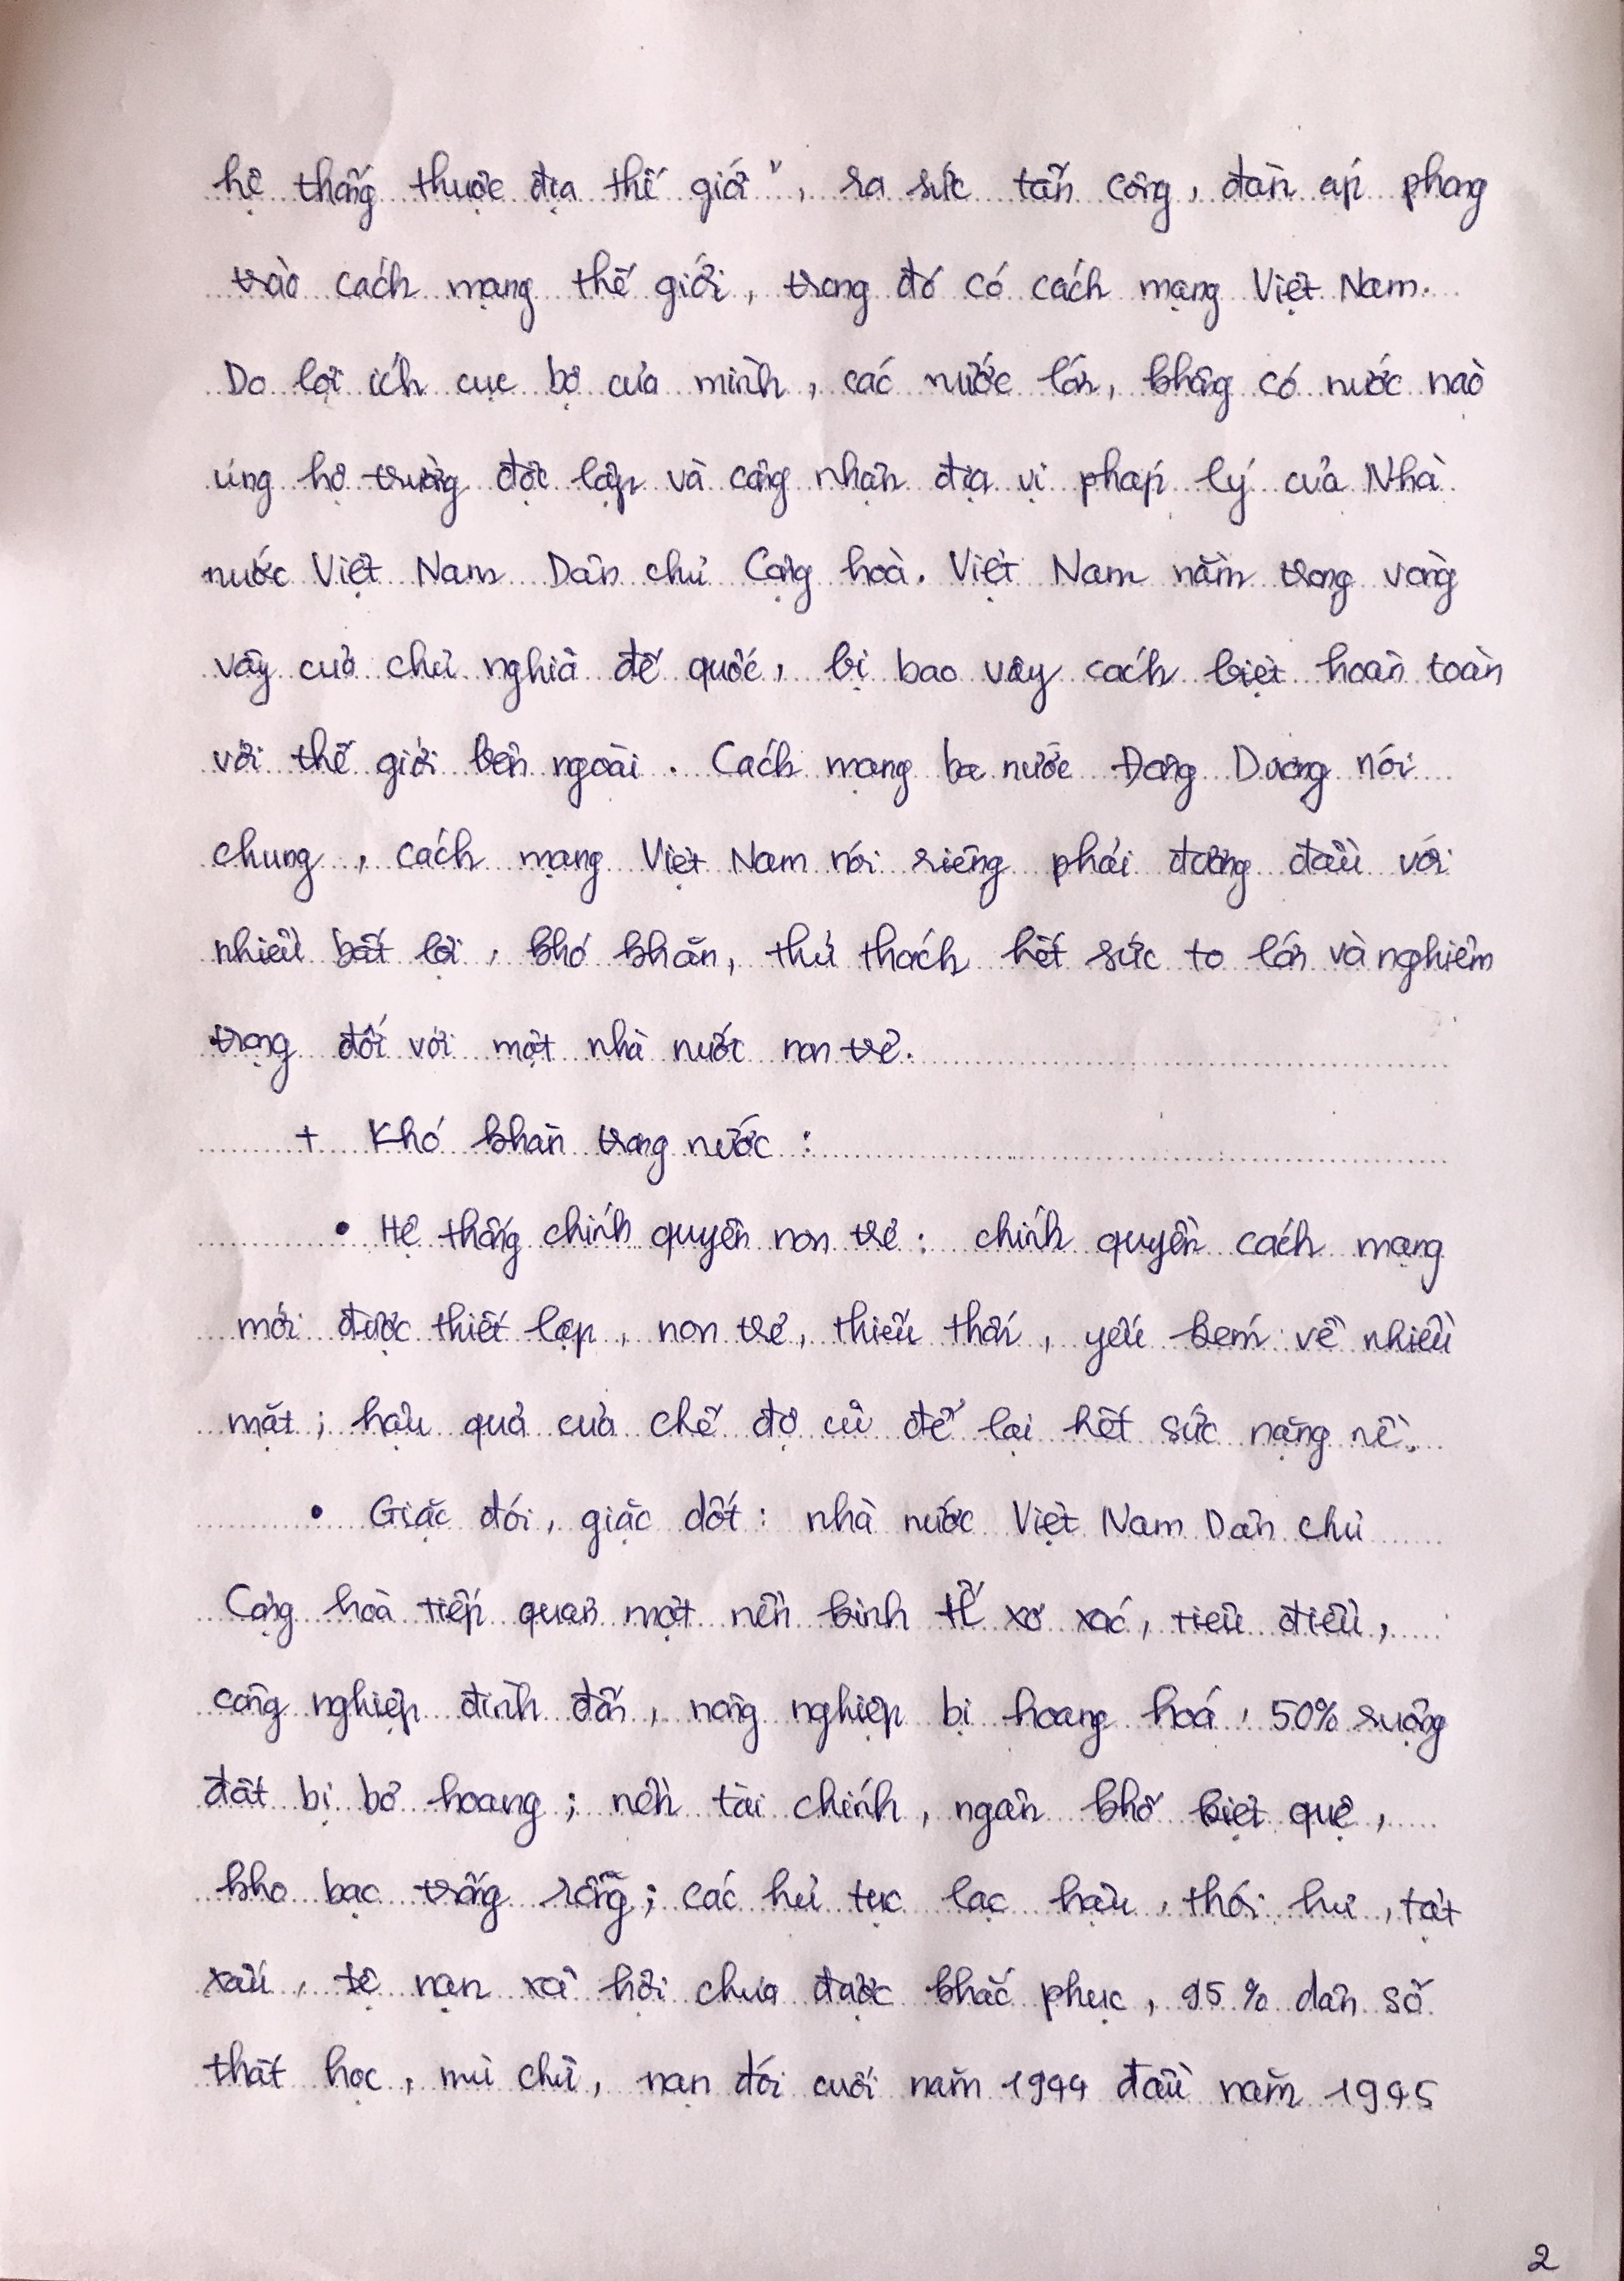 hệ thống thuộc địa thế giới", ra sức tấn công, đàn áp phong
trào cách mạng thế giới, trong đó có cách mạng Việt Nam.
Do lợi ích cục bộ của mình, các nước lớn, không có nước nào
ủng hộ trường độc lập và công nhận địa vị pháp lý của Nhà
nước Việt Nam Dân chủ Cộng hoà. Việt Nam nằm trong vòng
vây của chủ nghĩa đế quốc, bị bao vây cách biệt hoàn toàn
với thế giới bên ngoài. Cách mạng ba nước Đông Dương nói
chung, cách mạng Việt Nam nói riêng phải đương đầu với
nhiều bất lợi, khó khăn, thử thách hết sức to lớn và nghiêm
trọng đối với một nhà nước non trẻ.
+ Khó khăn trong nước:
• Hệ thống chính quyền non trẻ: chính quyền cách mạng
mới được thiết lập, non trẻ, thiếu thốn, yếu kém về nhiều
mặt; hậu quả của chế độ cũ để lại hết sức nặng nề.
• Giặc đói, giặc dốt: nhà nước Việt Nam Dân chủ
Cộng hoà tiếp quản một nền kinh tế xơ xác, tiêu điều,
công nghiệp đình đốn, nông nghiệp bị hoang hoá, 50% ruộng
đất bị bỏ hoang; nền tài chính, ngân khố kiệt quệ,
kho bạc trống rỗng; các hủ tục lạc hậu, thói hư, tật
xấu, tệ nạn xã hội chưa được khắc phục, 95% dân số
thất học, mù chữ, nạn đói cuối năm 1944 đầu năm 1945
2